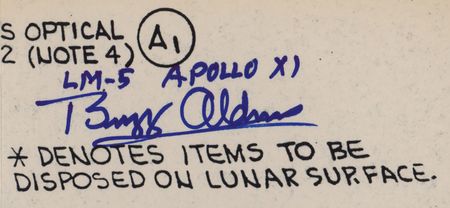 S OPTICAL
2 (NOTE 4) A1
LM-5 APOLLO XI
Buzz Aldrin
* DENOTES ITEMS TO BE
DISPOSED ON LUNAR SURFACE.